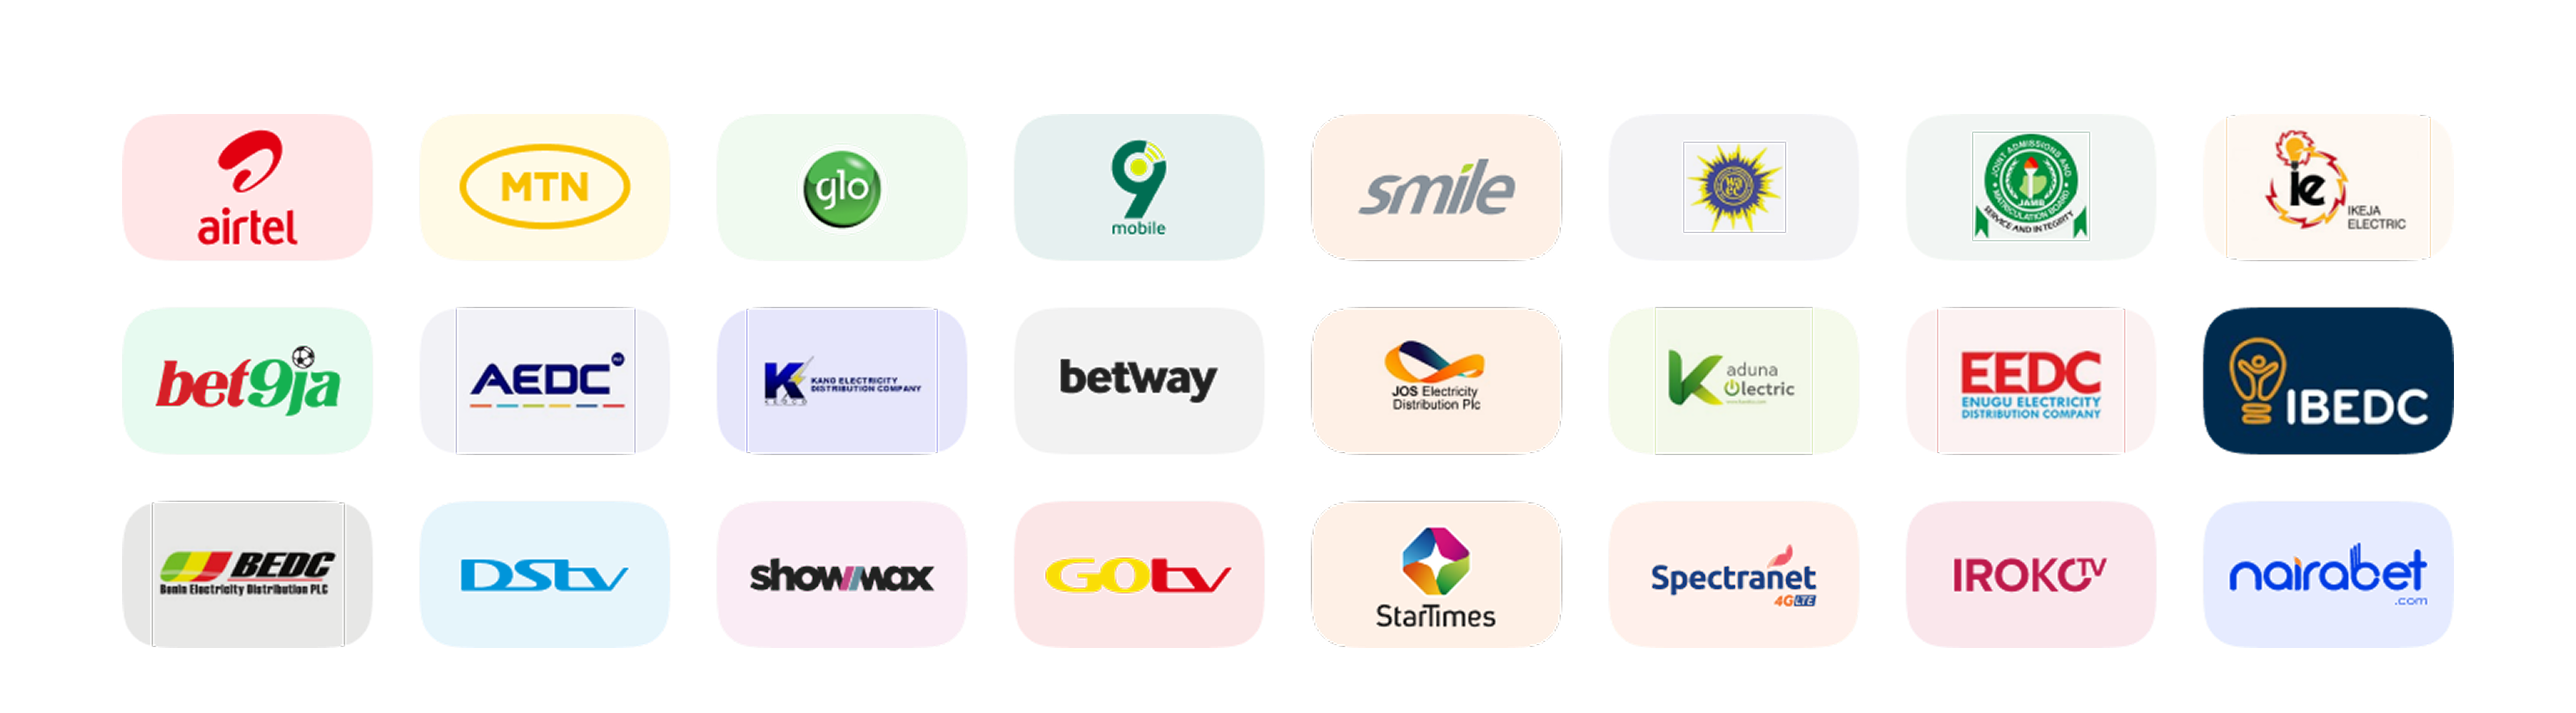 airtel
MTN
glo
9
mobile
smile
JOINT ADMISSIONS AND
MATRICULATION BOARD
JAMB
SERVICE AND INTEGRITY
ie
IKEJA
ELECTRIC
bet9ja
AEDC
K
KANO ELECTRICITY
DISTRIBUTION COMPANY
KEDCO
betway
JOS Electricity
Distribution Plc
Kaduna
Electric
EEDC
ENUGU ELECTRICITY
DISTRIBUTION COMPANY
IBEDC
BEDC
Benin Electricity Distribution PLC
DStv
showmax
GOtv
StarTimes
Spectranet
4G LTE
IROKOTV
nairabet
.com